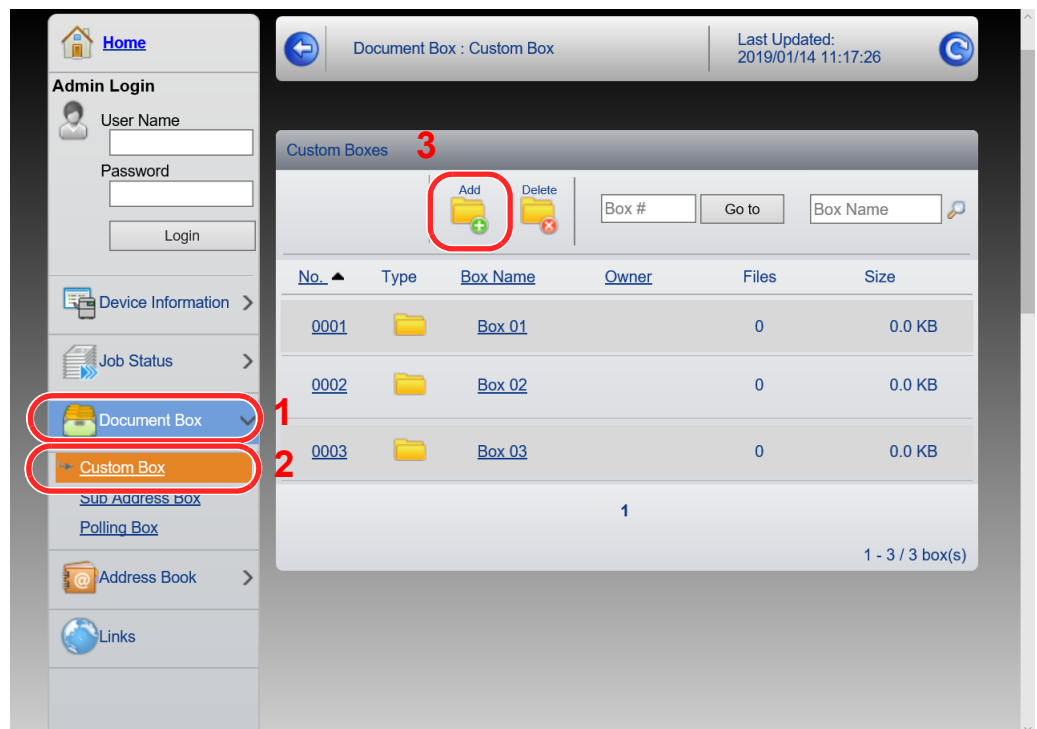 Home
Admin Login
User Name
Password
Login
Device Information
Job Status
Document Box
1
Custom Box
2
Sub Address Box
Polling Box
Address Book
Links
Document Box : Custom Box
Last Updated:
2019/01/14 11:17:26
Custom Boxes
3
Add Delete
Box # Go to Box Name
No. Type Box Name Owner Files Size
0001 Box 01 0 0.0 KB
0002 Box 02 0 0.0 KB
0003 Box 03 0 0.0 KB
1
1 - 3 / 3 box(s)